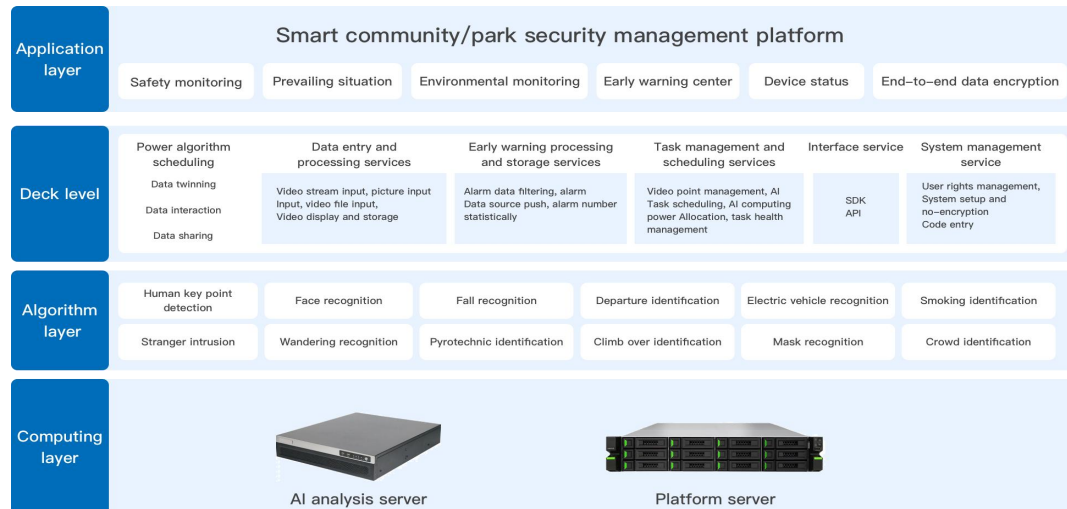 Application
layer
Smart community/park security management platform
Safety monitoring
Prevailing situation
Environmental monitoring
Early warning center
Device status
End-to-end data encryption
Deck level
Power algorithm
scheduling
Data twinning
Data interaction
Data sharing
Data entry and
processing services
Video stream input, picture input
Input, video file input,
Video display and storage
Early warning processing
and storage services
Alarm data filtering, alarm
Data source push, alarm number
statistically
Task management and
scheduling services
Video point management, AI
Task scheduling, AI computing
power Allocation, task health
management
Interface service
SDK
API
System management
service
User rights management,
System setup and
no-encryption
Code entry
Algorithm
layer
Human key point
detection
Face recognition
Fall recognition
Departure identification
Electric vehicle recognition
Smoking identification
Stranger intrusion
Wandering recognition
Pyrotechnic identification
Climb over identification
Mask recognition
Crowd identification
Computing
layer
AI analysis server
Platform server